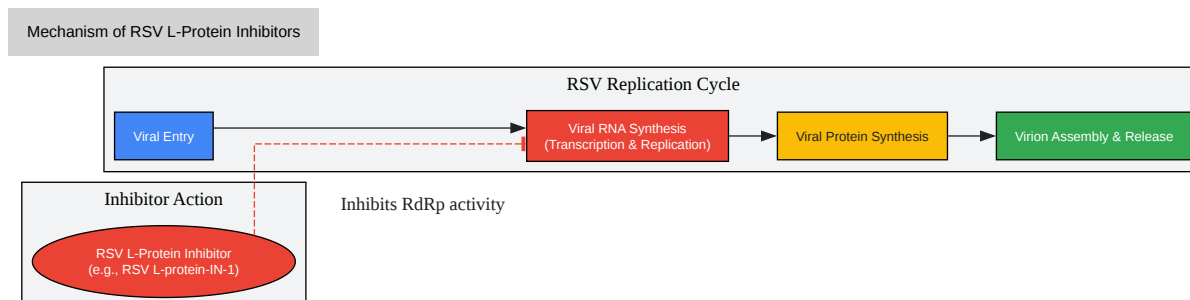 Mechanism of RSV L-Protein Inhibitors
RSV Replication Cycle
Viral Entry
Viral RNA Synthesis
(Transcription & Replication)
Viral Protein Synthesis
Virion Assembly & Release
Inhibitor Action
Inhibits RdRp activity
RSV L-Protein Inhibitor
(e.g., RSV L-protein-IN-1)